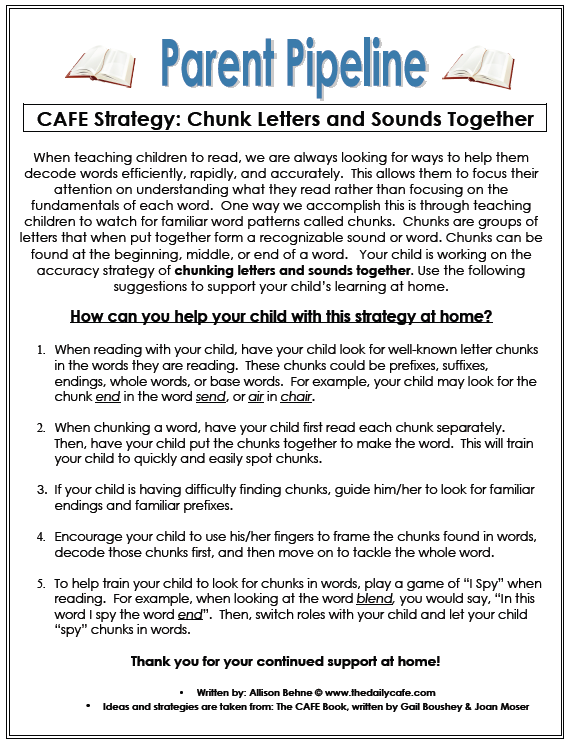 Parent Pipeline
CAFE Strategy: Chunk Letters and Sounds Together
When teaching children to read, we are always looking for ways to help them
decode words efficiently, rapidly, and accurately.  This allows them to focus their
attention on understanding what they read rather than focusing on the
fundamentals of each word.  One way we accomplish this is through teaching
children to watch for familiar word patterns called chunks.  Chunks are groups of
letters that when put together form a recognizable sound or word. Chunks can be
found at the beginning, middle, or end of a word.   Your child is working on the
accuracy strategy of chunking letters and sounds together. Use the following
suggestions to support your child's learning at home.
How can you help your child with this strategy at home?
1. When reading with your child, have your child look for well-known letter chunks
in the words they are reading.  These chunks could be prefixes, suffixes,
endings, whole words, or base words.  For example, your child may look for the
chunk end in the word send, or air in chair.
2. When chunking a word, have your child first read each chunk separately.
Then, have your child put the chunks together to make the word.  This will train
your child to quickly and easily spot chunks.
3. If your child is having difficulty finding chunks, guide him/her to look for familiar
endings and familiar prefixes.
4. Encourage your child to use his/her fingers to frame the chunks found in words,
decode those chunks first, and then move on to tackle the whole word.
5. To help train your child to look for chunks in words, play a game of "I Spy" when
reading.  For example, when looking at the word blend, you would say, "In this
word I spy the word end".  Then, switch roles with your child and let your child
"spy" chunks in words.
Thank you for your continued support at home!
• Written by: Allison Behne © www.thedailycafe.com
• Ideas and strategies are taken from: The CAFE Book, written by Gail Boushey & Joan Moser